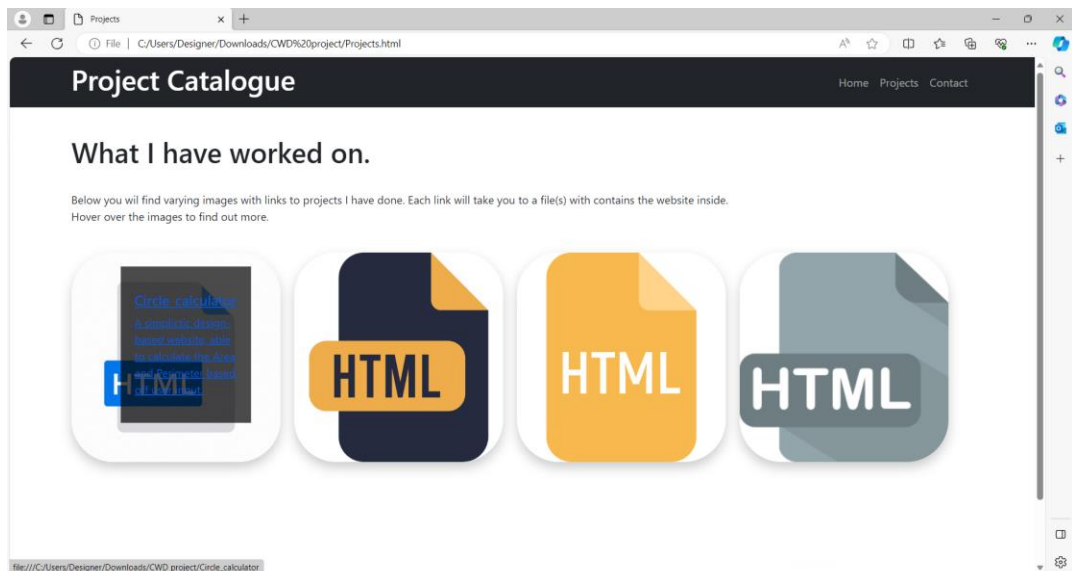 Projects
File | C:/Users/Designer/Downloads/CWD%20project/Projects.html
Project Catalogue
Home Projects Contact
What I have worked on.
Below you wil find varying images with links to projects I have done. Each link will take you to a file(s) with contains the website inside.
Hover over the images to find out more.
Circle calculator
A simplistic design-
based website, able
to calculate the Area
and Perimeter based
off user input.
HTML
HTML
HTML
HTML
file:///C:/Users/Designer/Downloads/CWD project/Circle_calculator